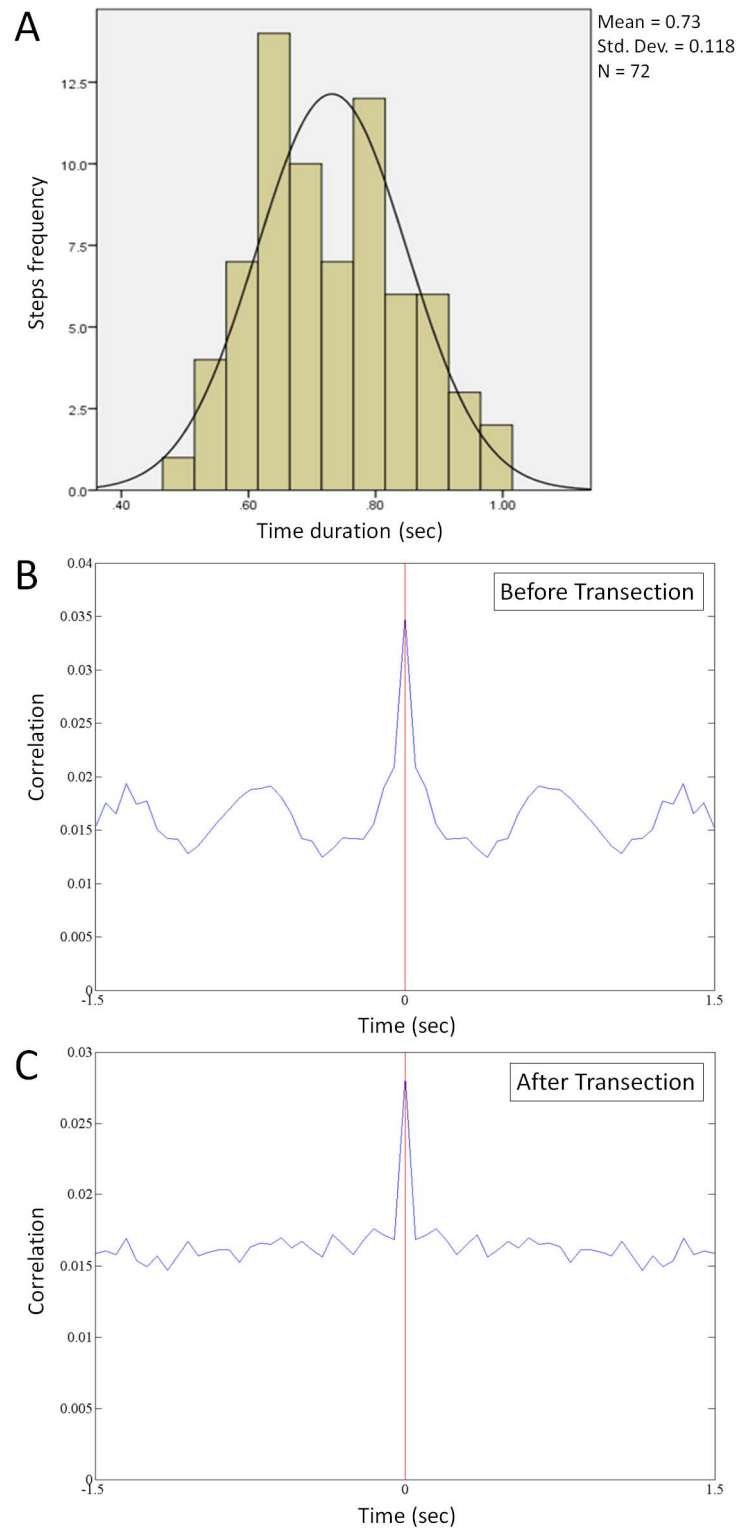 A
Mean = 0.73
Std. Dev. = 0.118
N = 72
12.5
10.0
7.5
5.0
2.5
0.0
Steps frequency
.40 .60 .80 1.00
Time duration (sec)
B
Before Transection
0.04
0.035
0.03
0.025
0.02
0.015
0.01
0.005
0
Correlation
-1.5 0 1.5
Time (sec)
C
After Transection
0.03
0.025
0.02
0.015
0.01
0.005
0
Correlation
-1.5 0 1.5
Time (sec)